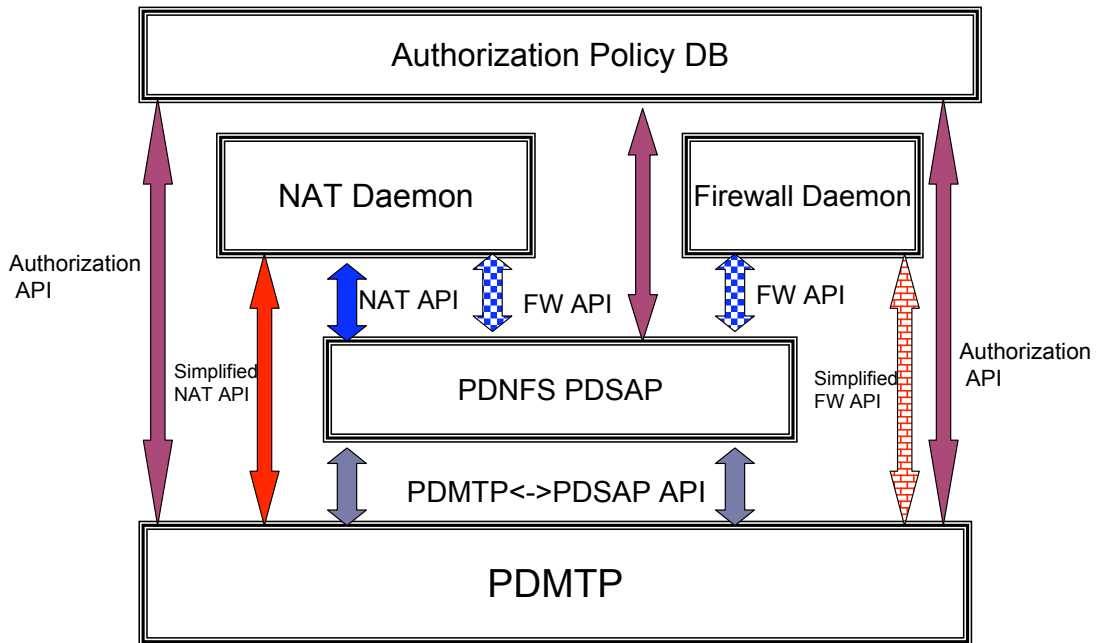 Authorization Policy DB
NAT Daemon
Firewall Daemon
Authorization
API
NAT API
FW API
FW API
Simplified
NAT API
PDNFS PDSAP
Simplified
FW API
Authorization
API
PDMTP<->PDSAP API
PDMTP